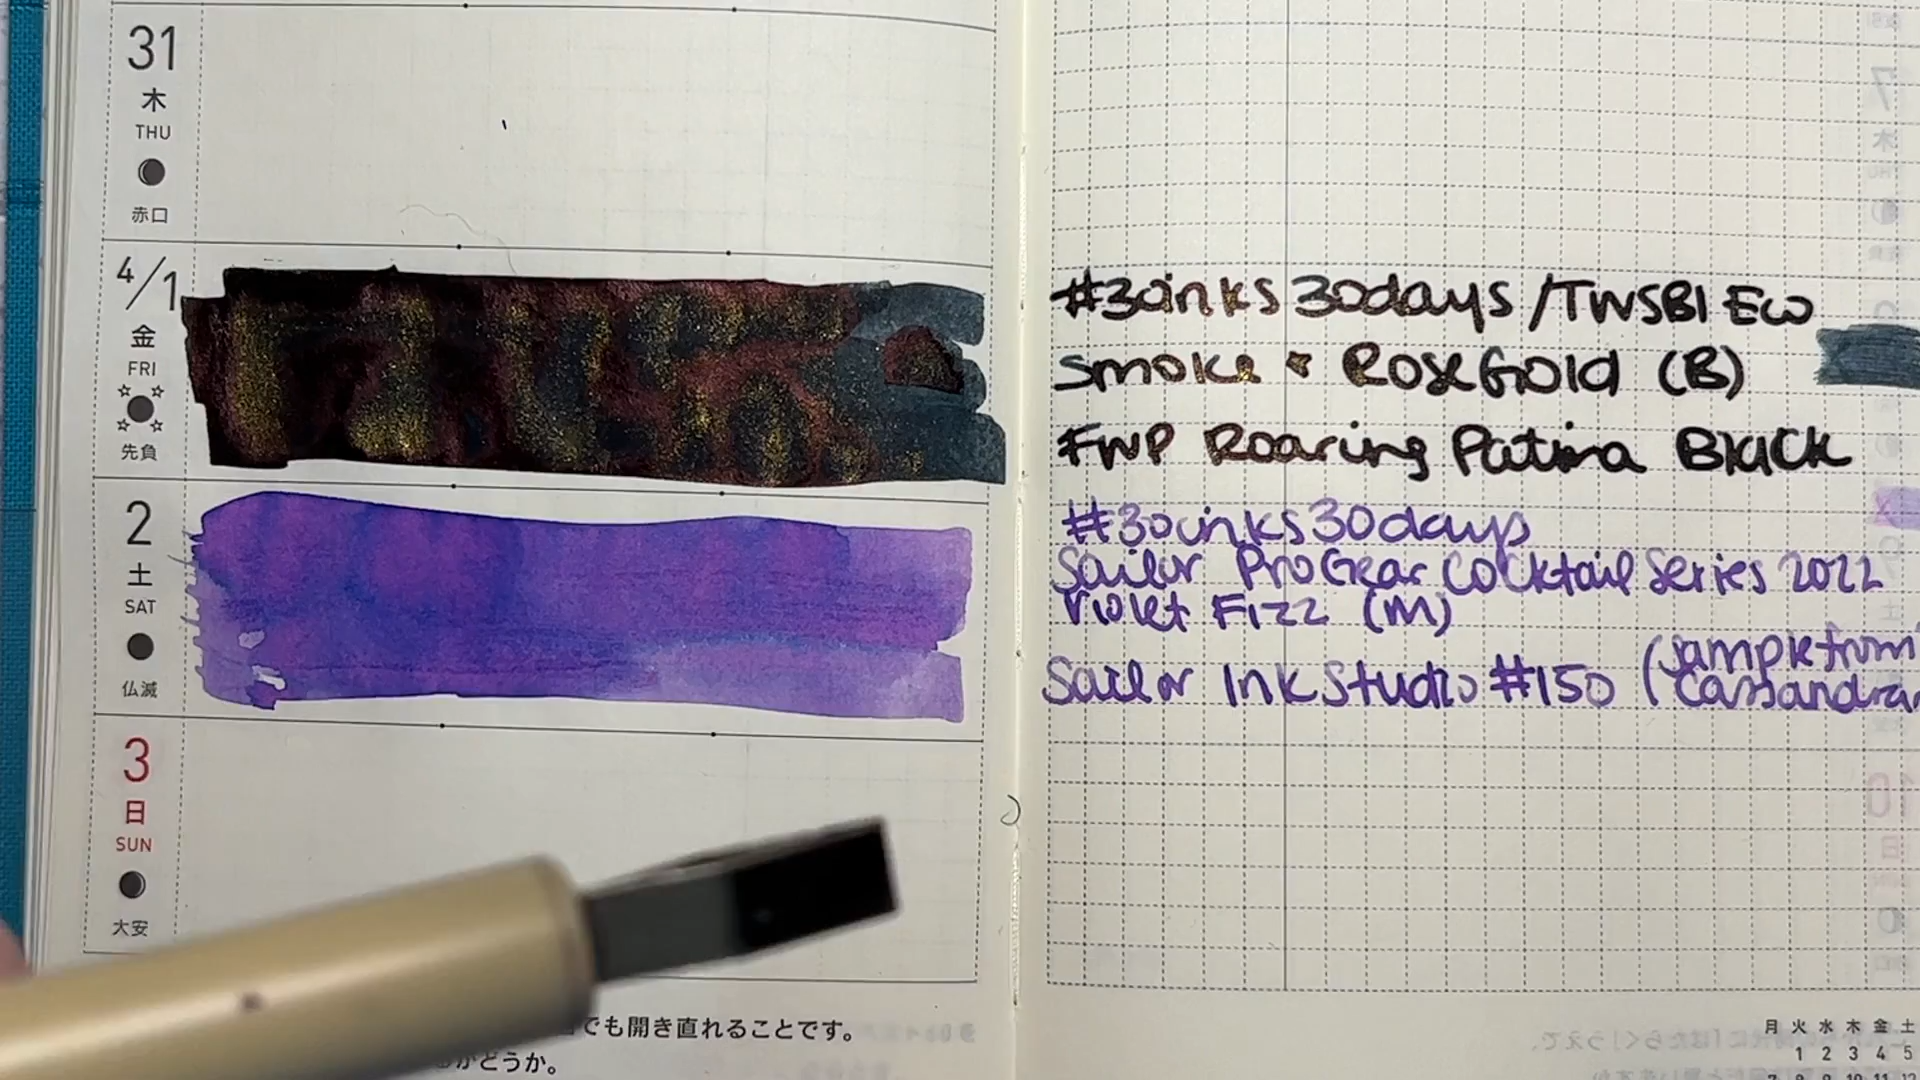 31
木
THU
赤口
4/1
金
FRI
先負
#30inks30days/TWSBI Eco
Smoke & RoseGold (B)
FWP Roaring Patina Black
2
土
SAT
仏滅
#30inks30days
Sailor ProGear Cocktail Series 2022
Violet Fizz (M)
Sailor Ink Studio #150 (sample from
Cassandra
3
日
SUN
大安
でも開き直れることです。
がどうか。
月 火 水 木 金 土
1 2 3 4 5